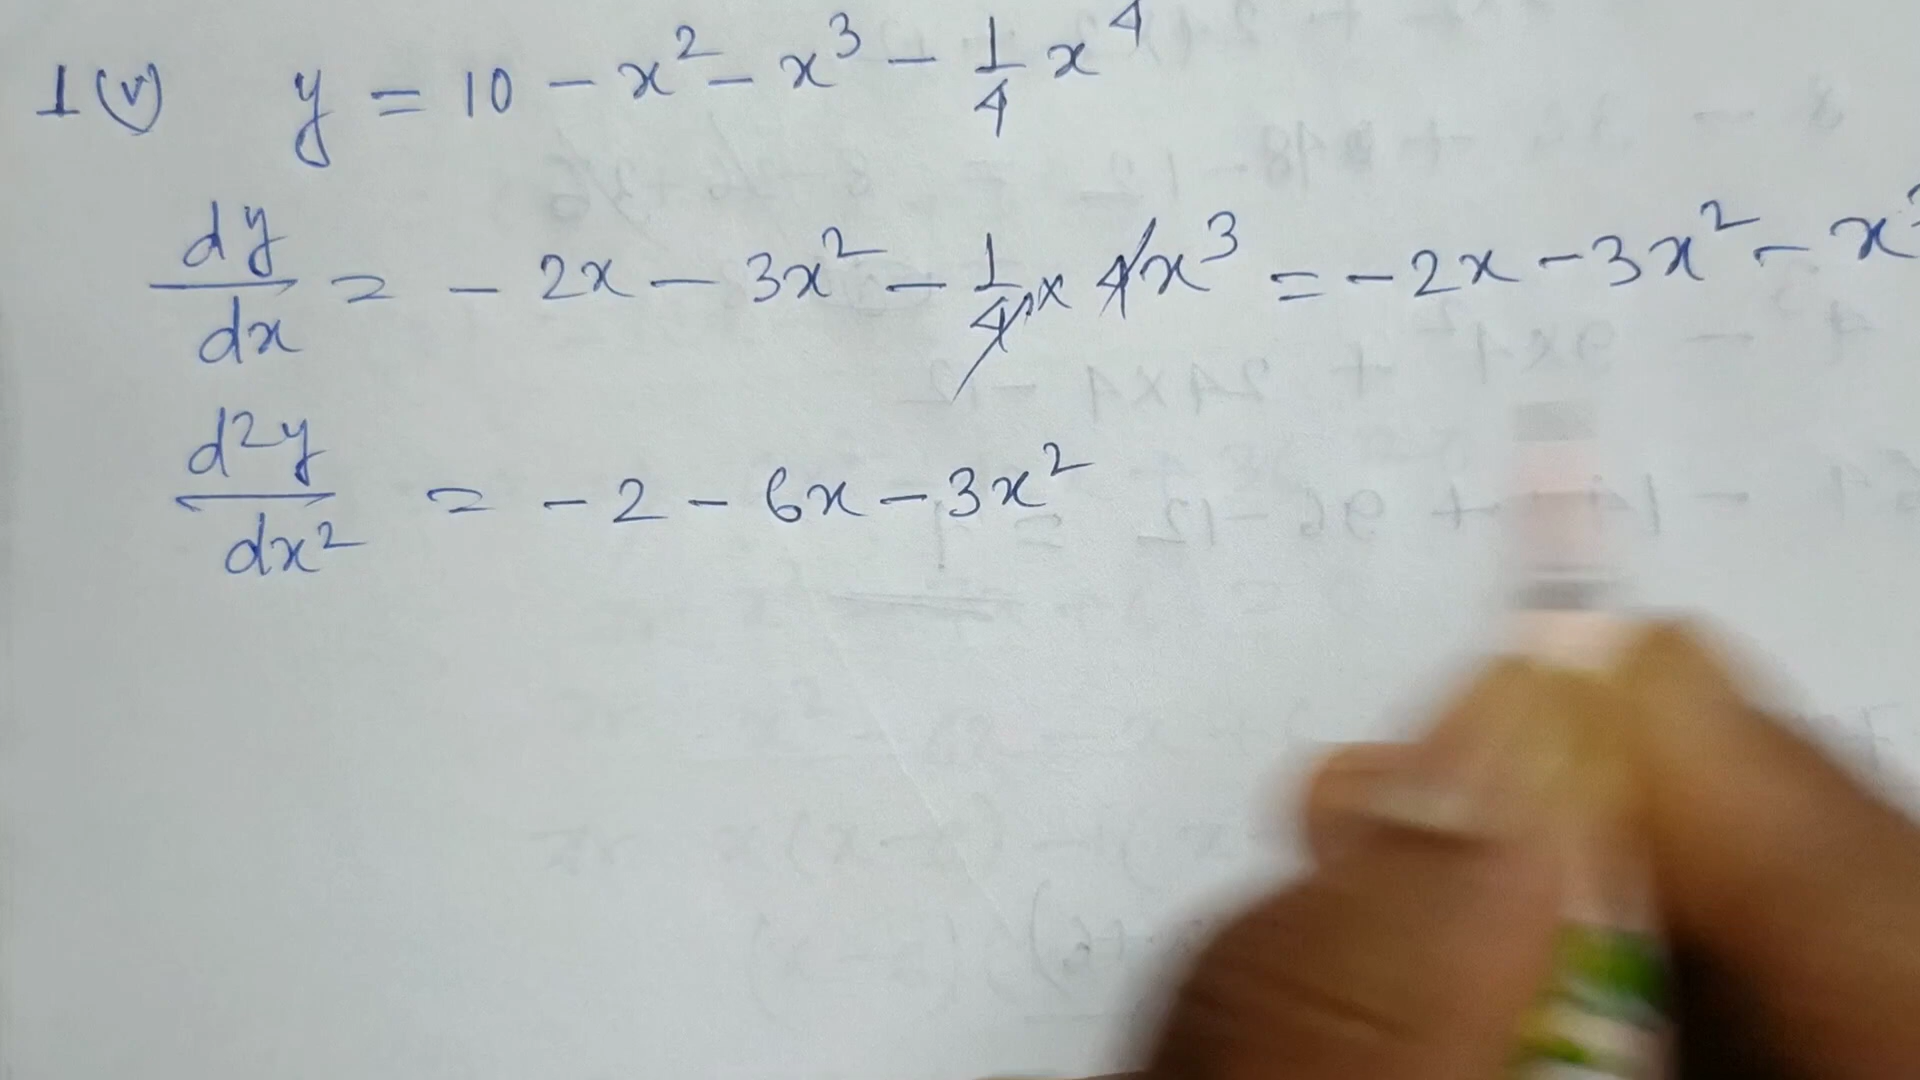 1 (v) y = 10 - x² - x³ - 1/4 x⁴
dy/dx = - 2x - 3x² - 1/4 × 4x³ = - 2x - 3x² - x³
d²y/dx² = - 2 - 6x - 3x²